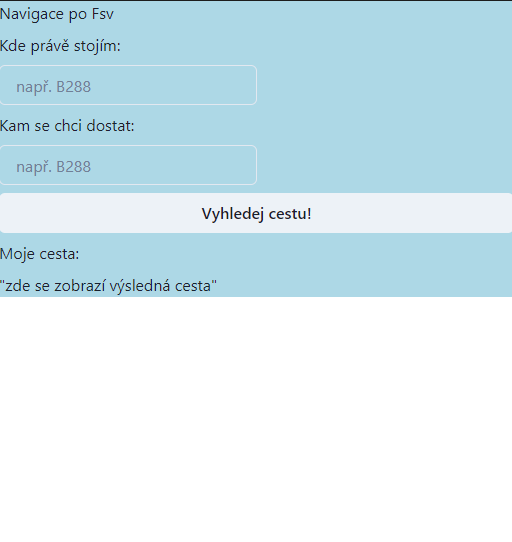 Navigace po Fsv
Kde právě stojím:
např. B288
Kam se chci dostat:
např. B288
Vyhledej cestu!
Moje cesta:
"zde se zobrazí výsledná cesta"